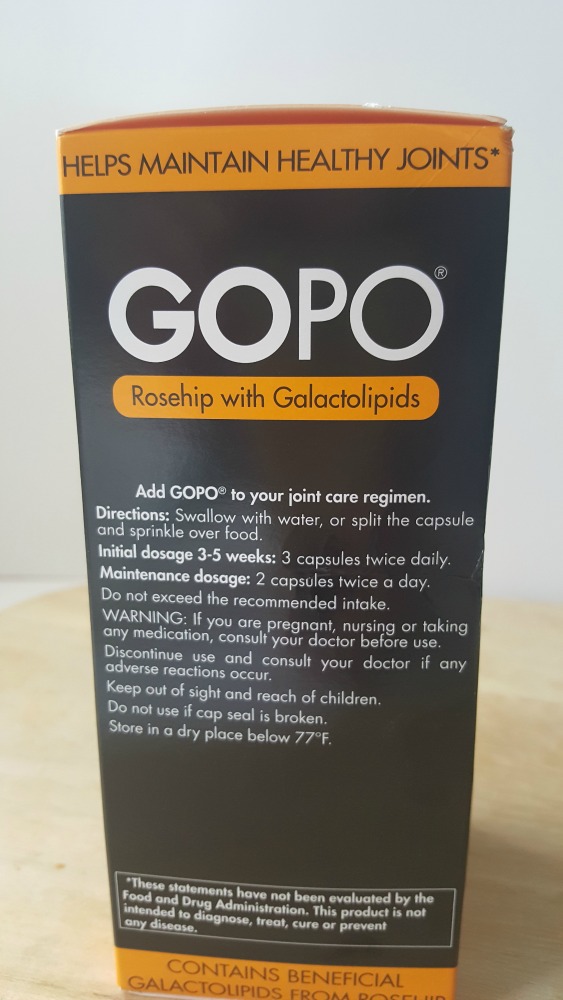 HELPS MAINTAIN HEALTHY JOINTS*
GOPO®
Rosehip with Galactolipids
Add GOPO® to your joint care regimen.
Directions: Swallow with water, or split the capsule
and sprinkle over food.
Initial dosage 3-5 weeks: 3 capsules twice daily.
Maintenance dosage: 2 capsules twice a day.
Do not exceed the recommended intake.
WARNING: If you are pregnant, nursing or taking
any medication, consult your doctor before use.
Discontinue use and consult your doctor if any
adverse reactions occur.
Keep out of sight and reach of children.
Do not use if cap seal is broken.
Store in a dry place below 77°F.
*These statements have not been evaluated by the
Food and Drug Administration. This product is not
intended to diagnose, treat, cure or prevent
any disease.
CONTAINS BENEFICIAL
GALACTOLIPIDS FROM ROSEHIP